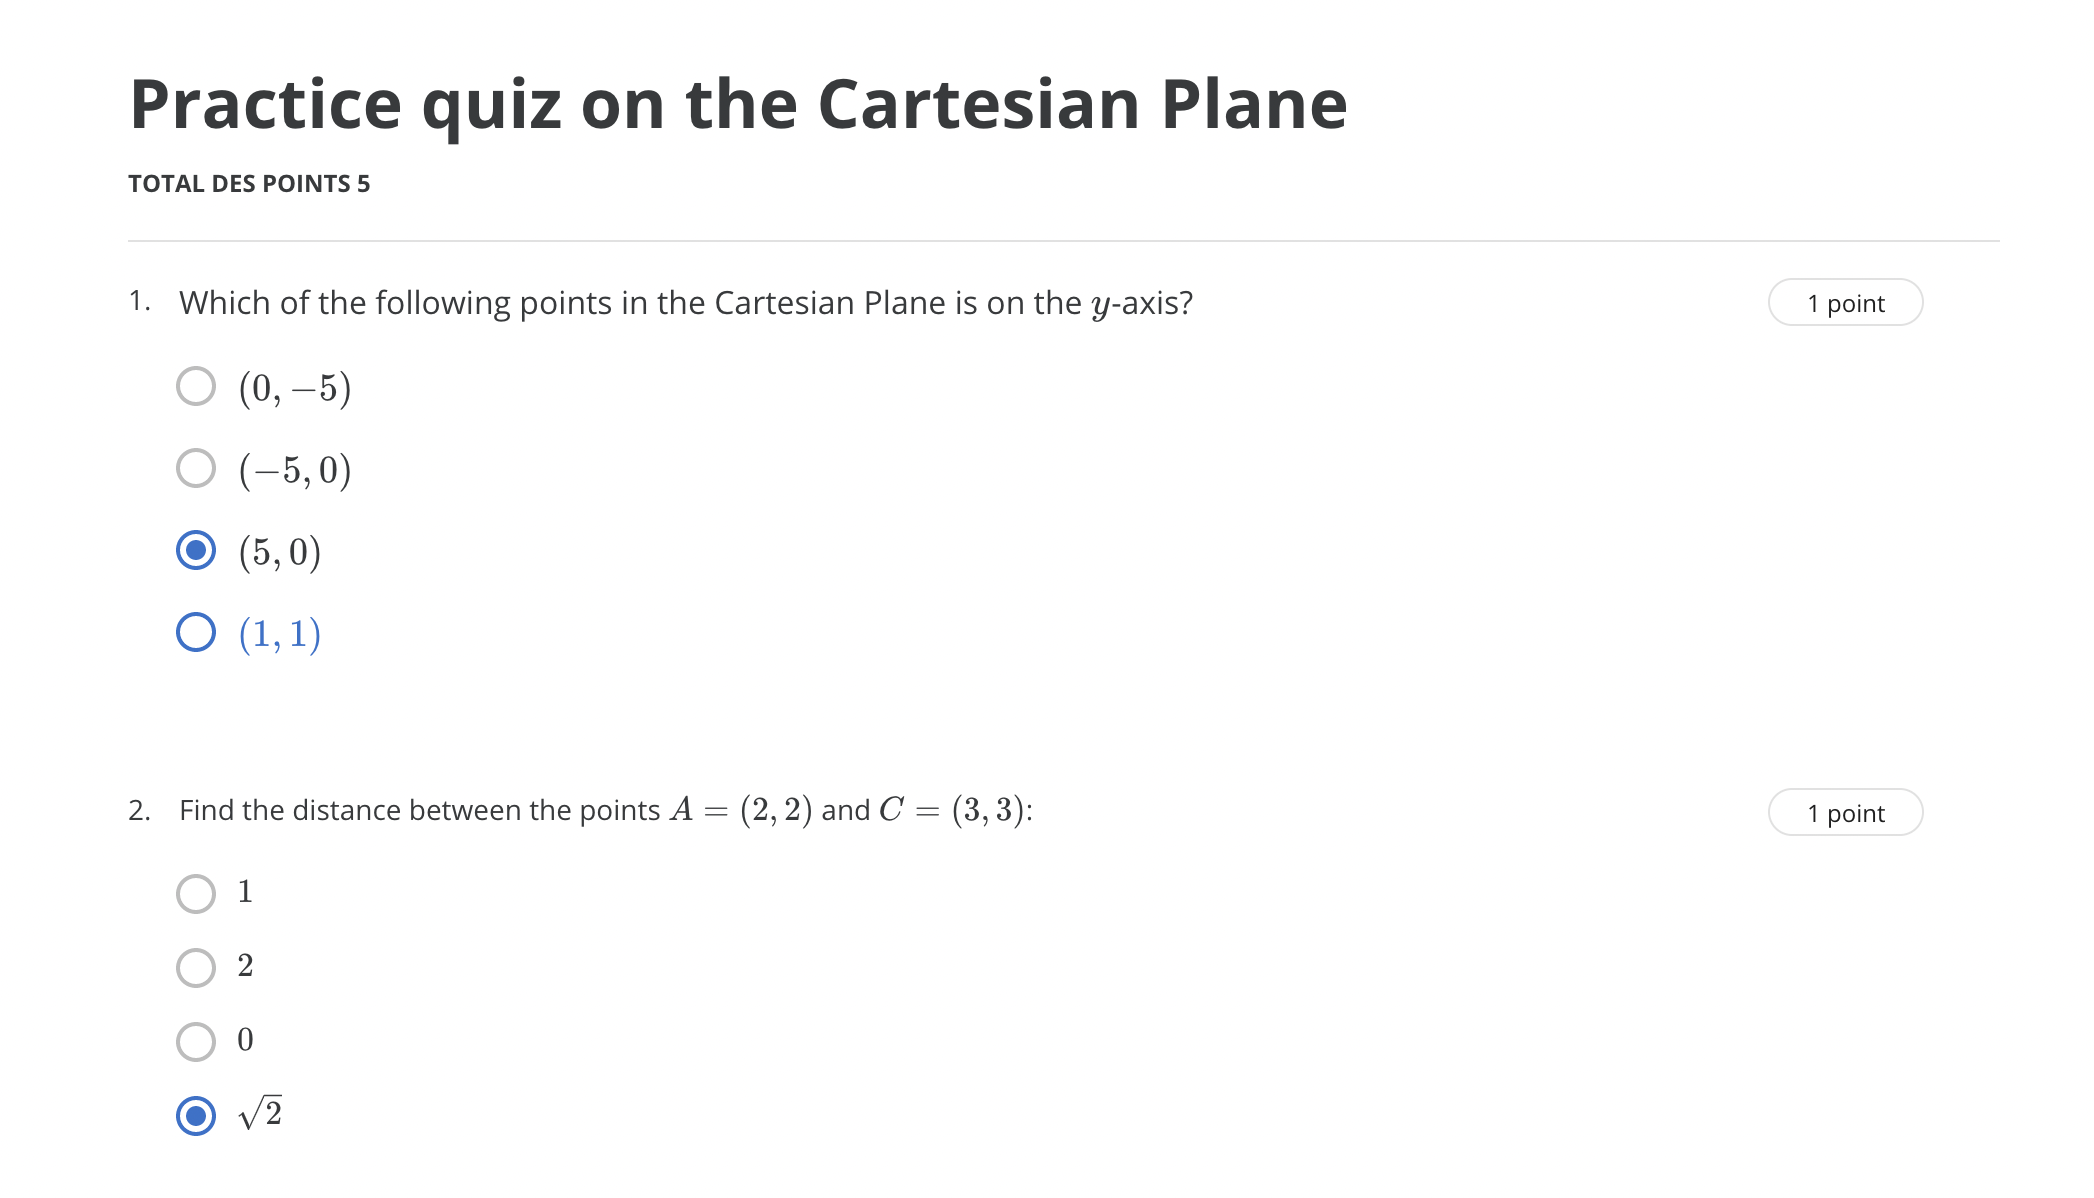 Practice quiz on the Cartesian Plane
TOTAL DES POINTS 5
1. Which of the following points in the Cartesian Plane is on the y-axis?
1 point
(0, −5)
(−5, 0)
(5, 0)
(1, 1)
2. Find the distance between the points A = (2, 2) and C = (3, 3):
1 point
1
2
0
√2